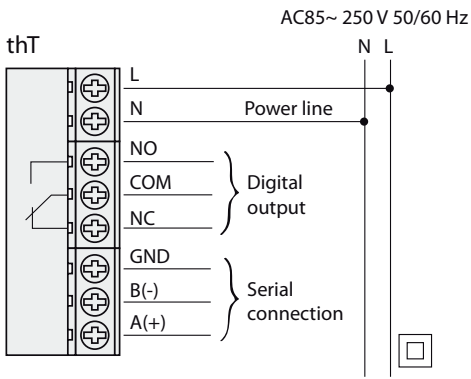 AC85~ 250 V 50/60 Hz
thT
N L
L
N
Power line
NO
COM
NC
Digital
output
GND
B(-)
A(+)
Serial
connection